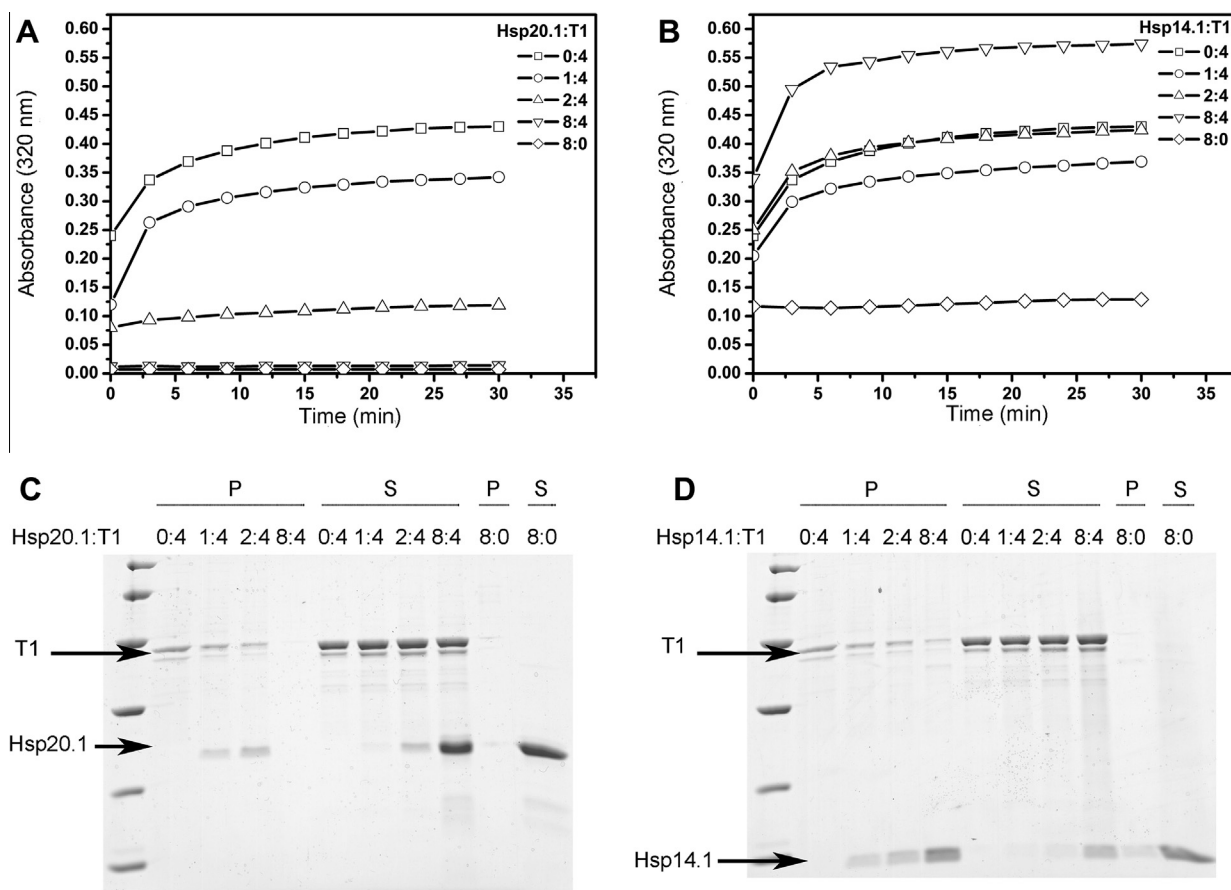 A
Hsp20.1:T1
0:4
1:4
2:4
8:4
8:0
0.60
0.55
0.50
0.45
0.40
0.35
0.30
0.25
0.20
0.15
0.10
0.05
0.00
Absorbance (320 nm)
0 5 10 15 20 25 30 35
Time (min)
B
Hsp14.1:T1
0:4
1:4
2:4
8:4
8:0
0.60
0.55
0.50
0.45
0.40
0.35
0.30
0.25
0.20
0.15
0.10
0.05
0.00
Absorbance (320 nm)
0 5 10 15 20 25 30 35
Time (min)
C
P S P S
Hsp20.1:T1 0:4 1:4 2:4 8:4 0:4 1:4 2:4 8:4 8:0 8:0
T1
Hsp20.1
D
P S P S
Hsp14.1:T1 0:4 1:4 2:4 8:4 0:4 1:4 2:4 8:4 8:0 8:0
T1
Hsp14.1